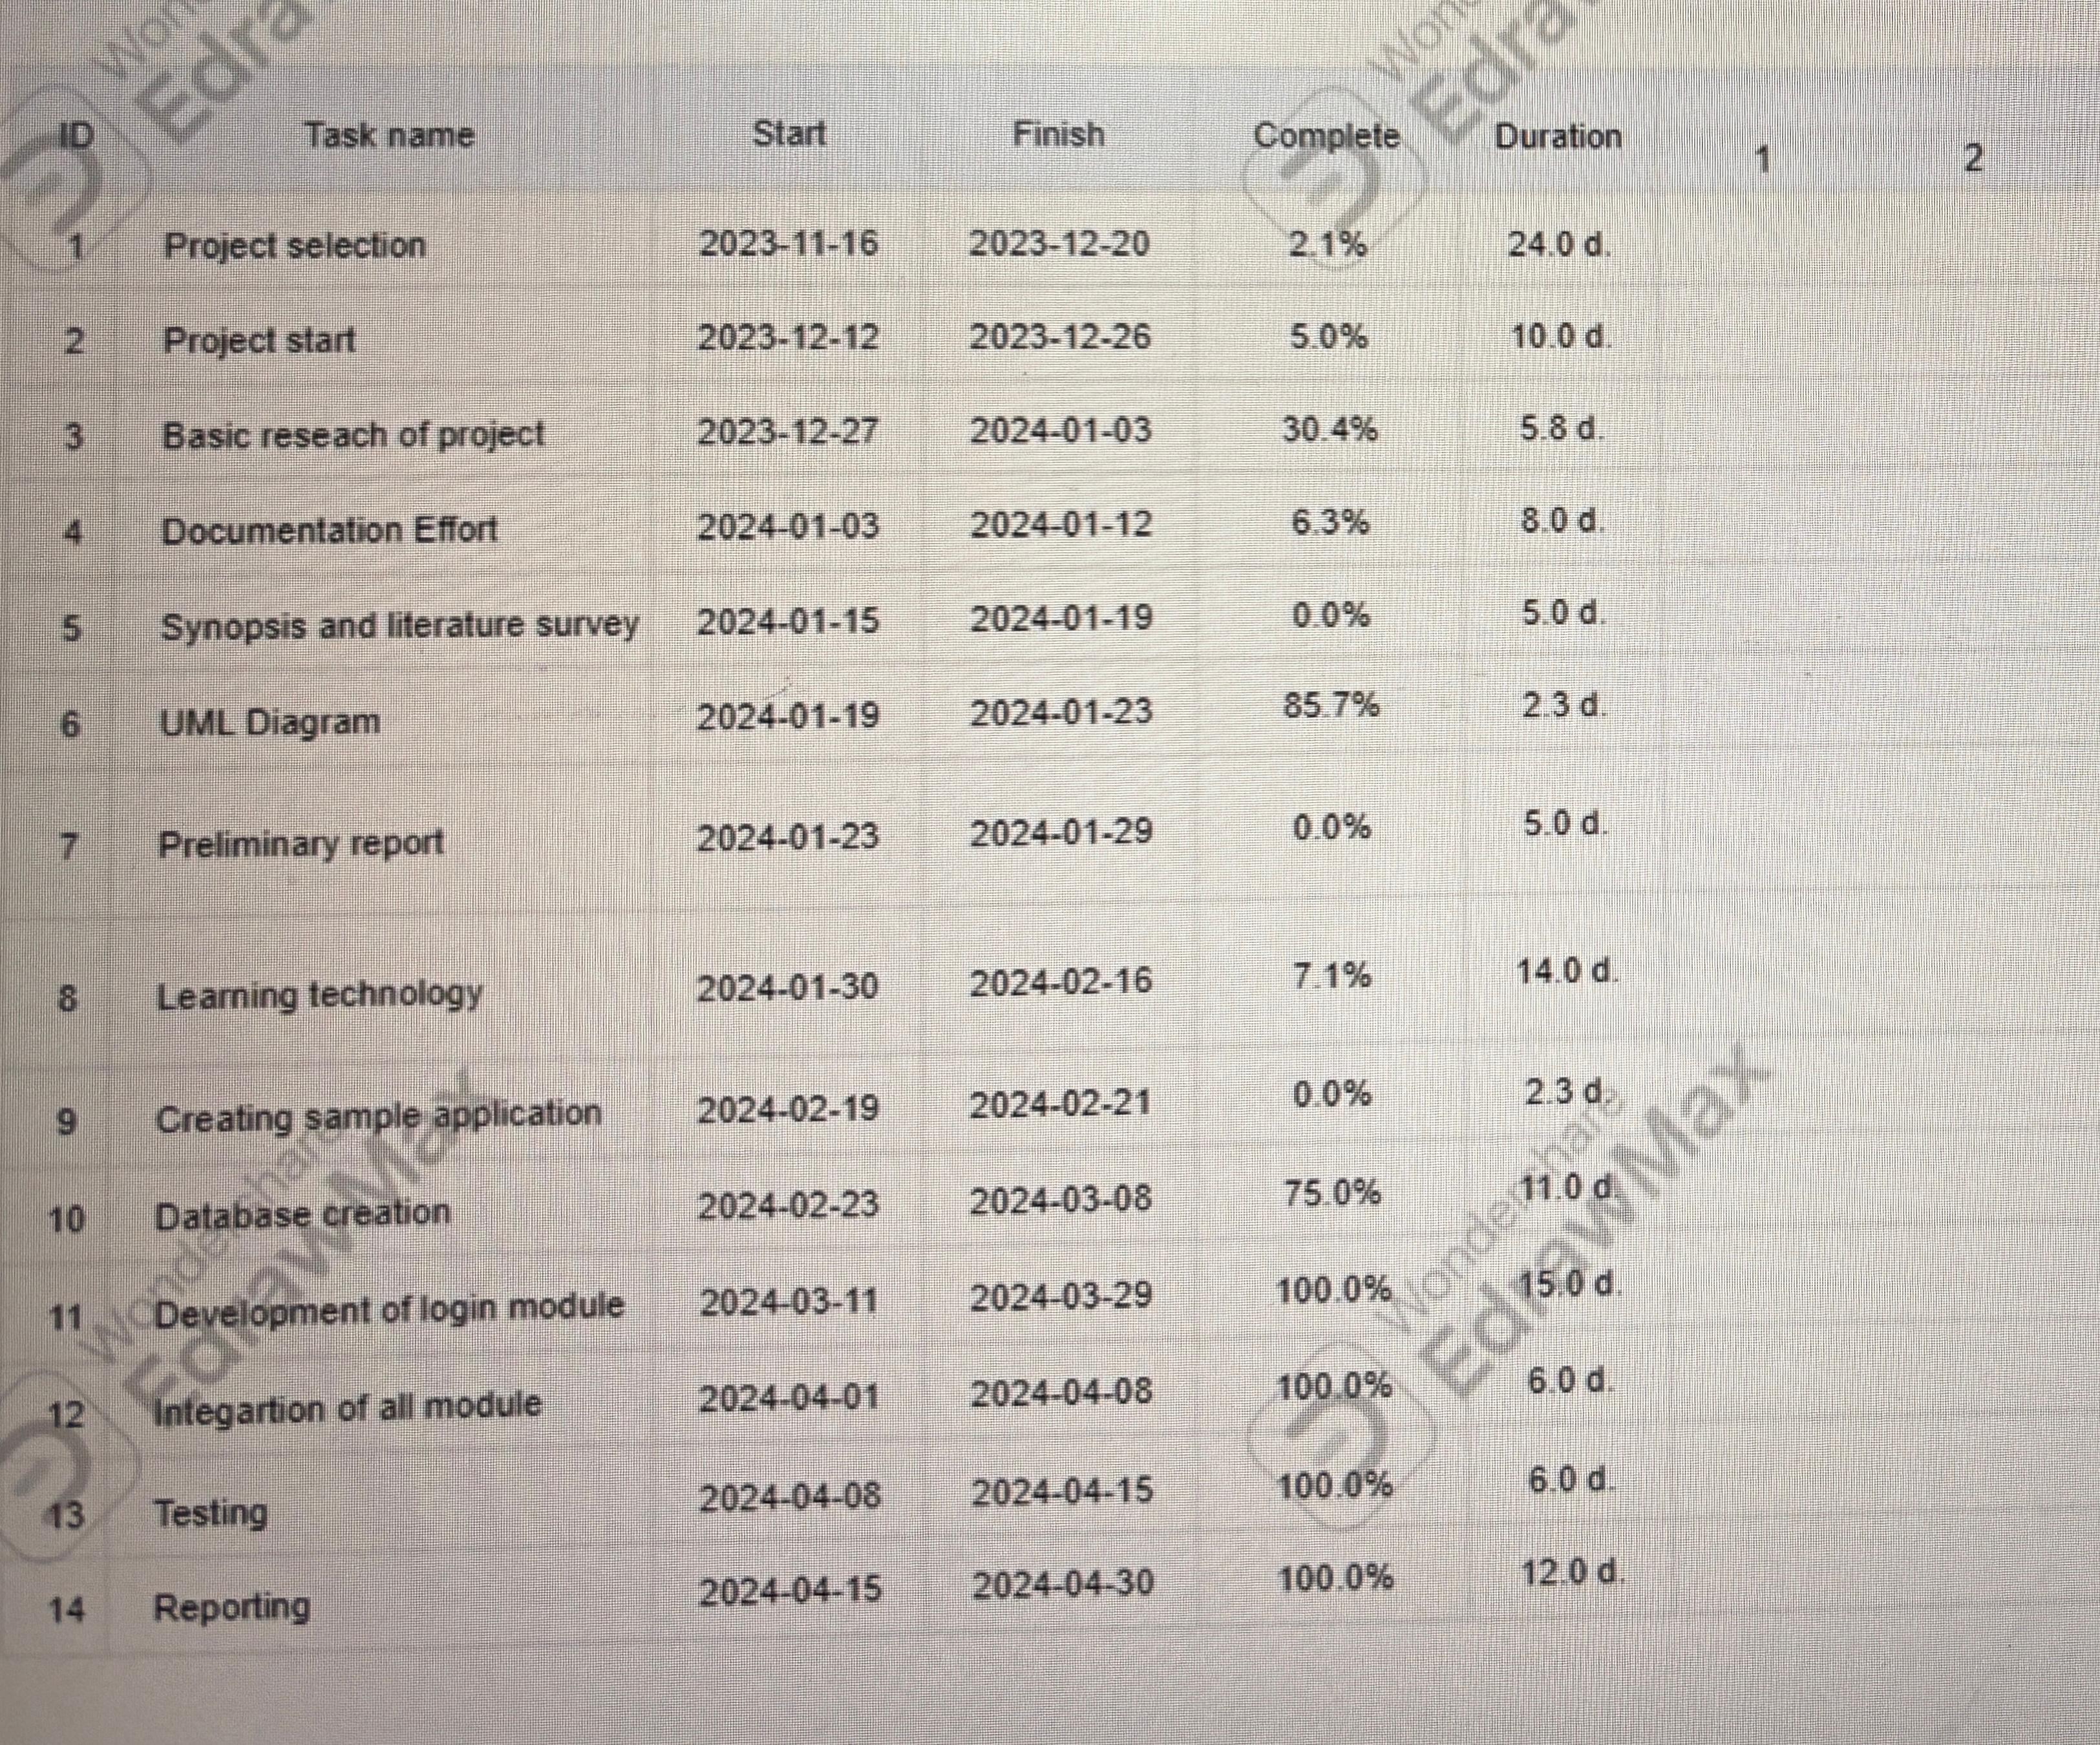 ID Task name Start Finish Complete Duration 1 2
1 Project selection 2023-11-16 2023-12-20 2.1% 24.0 d.
2 Project start 2023-12-12 2023-12-26 5.0% 10.0 d.
3 Basic reseach of project 2023-12-27 2024-01-03 30.4% 5.8 d.
4 Documentation Effort 2024-01-03 2024-01-12 6.3% 8.0 d.
5 Synopsis and literature survey 2024-01-15 2024-01-19 0.0% 5.0 d.
6 UML Diagram 2024-01-19 2024-01-23 85.7% 2.3 d.
7 Preliminary report 2024-01-23 2024-01-29 0.0% 5.0 d.
8 Learning technology 2024-01-30 2024-02-16 7.1% 14.0 d.
9 Creating sample application 2024-02-19 2024-02-21 0.0% 2.3 d.
10 Database creation 2024-02-23 2024-03-08 75.0% 11.0 d.
11 Development of login module 2024-03-11 2024-03-29 100.0% 15.0 d.
12 Integartion of all module 2024-04-01 2024-04-08 100.0% 6.0 d.
13 Testing 2024-04-08 2024-04-15 100.0% 6.0 d.
14 Reporting 2024-04-15 2024-04-30 100.0% 12.0 d.
Won
Edra
Won
Edra
Wondershare
EdrawMax
Wondershare
EdrawMax